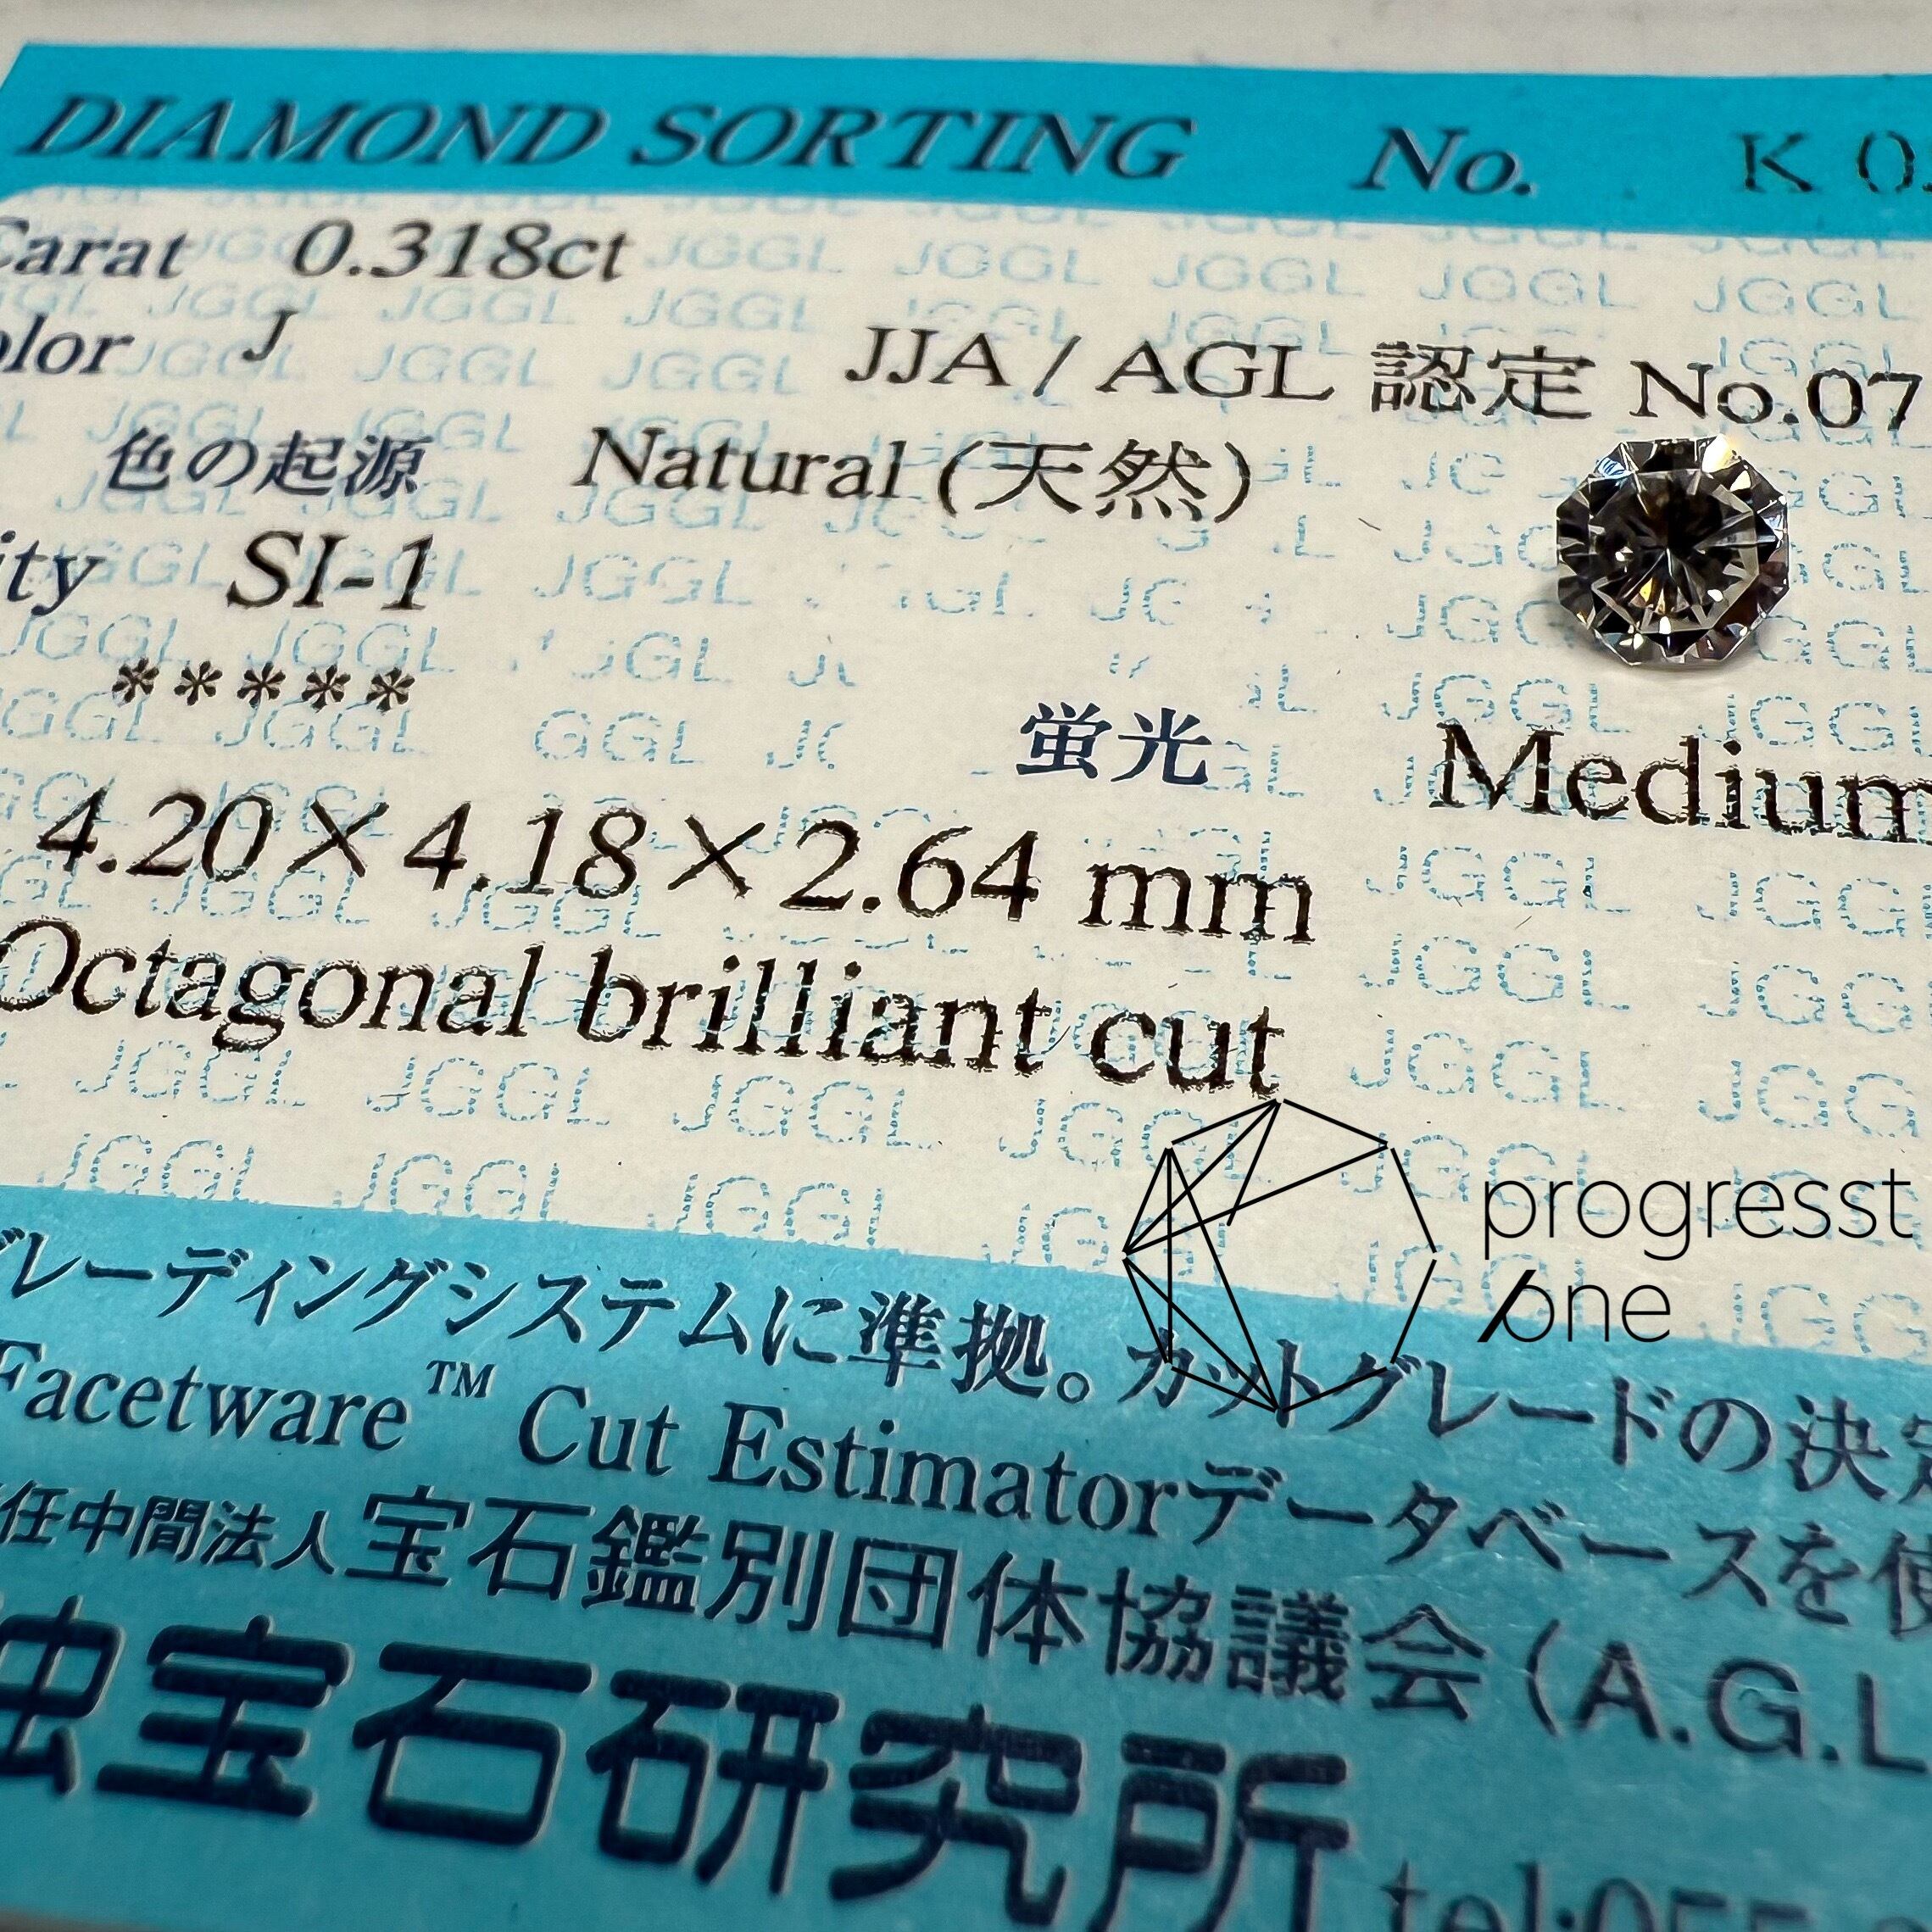 DIAMOND SORTING No. K 0
Carat 0.318ct
olor J
JJA / AGL 認定 No.07
色の起源 Natural (天然)
ity SI-1
*****
蛍光 Medium
4.20×4.18×2.64 mm
Octagonal brilliant cut
progresst
one
グレーディングシステムに準拠。カットグレードの決定
Facetware™ Cut Estimatorデータベースを使
任中間法人宝石鑑別団体協議会(A.G.L
宝石研究所
tel:055